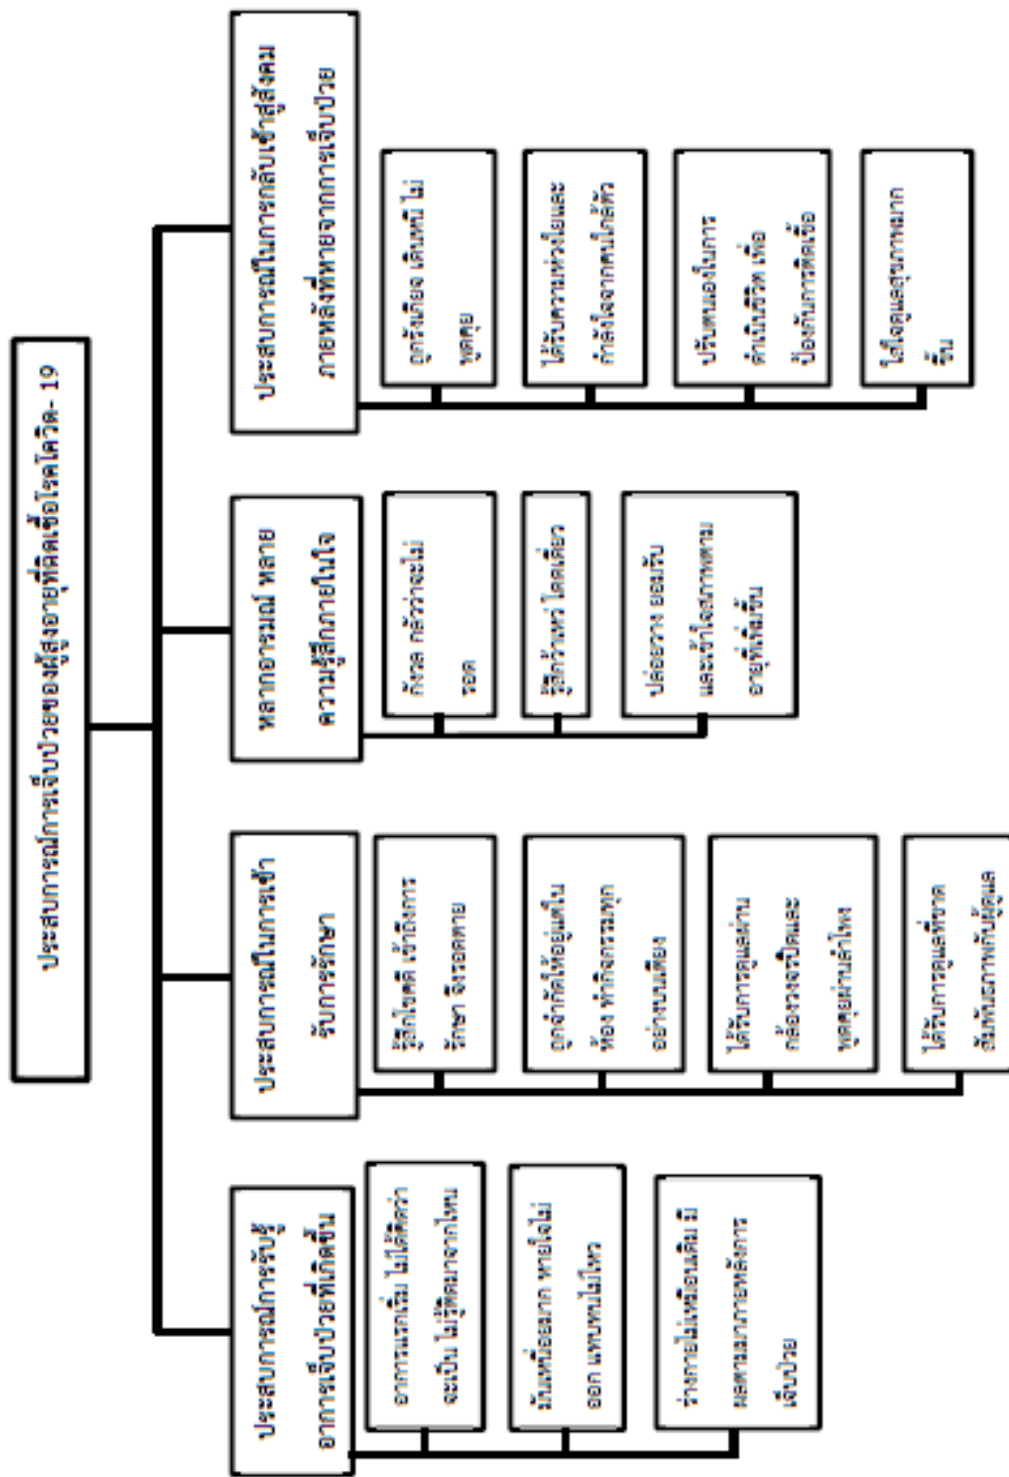 ประสบการณ์การเจ็บป่วยของผู้สูงอายุที่ติดเชื้อโรคโควิด- 19
ประสบการณ์การรับรู้
อาการเจ็บป่วยที่เกิดขึ้น
อาการแรกเริ่ม ไม่ได้คิดว่า
จะเป็น ไม่รู้ติดมาจากไหน
มันเหนื่อยมาก หายใจไม่
ออก แทบทนไม่ไหว
ร่างกายไม่เหมือนเดิม มี
ผลตามมาภายหลังการ
เจ็บป่วย
ประสบการณ์ในการเข้า
รับการรักษา
รู้สึกโชคดี เข้าถึงการ
รักษา จึงรอดตาย
ถูกจำกัดให้อยู่แต่ใน
ห้อง ทำกิจกรรมทุก
อย่างบนเตียง
ได้รับการดูแลผ่าน
กล้องวงจรปิดและ
พูดคุยผ่านลำโพง
ได้รับการดูแลที่ขาด
สัมพันธภาพกับผู้ดูแล
หลากอารมณ์ หลาย
ความรู้สึกภายในใจ
กังวล กลัวว่าจะไม่
รอด
รู้สึกว้าเหว่ โดดเดี่ยว
ปล่อยวาง ยอมรับ
และเข้าใจสภาพตาม
อายุที่เพิ่มขึ้น
ประสบการณ์ในการกลับเข้าสู่สังคม
ภายหลังที่หายจากการเจ็บป่วย
ถูกรังเกียจ เดินหนี ไม่
พูดคุย
ได้รับความห่วงใยและ
กำลังใจจากคนใกล้ตัว
ปรับตนเองในการ
ดำเนินชีวิต เพื่อ
ป้องกันการติดเชื้อ
ใส่ใจดูแลสุขภาพมาก
ขึ้น